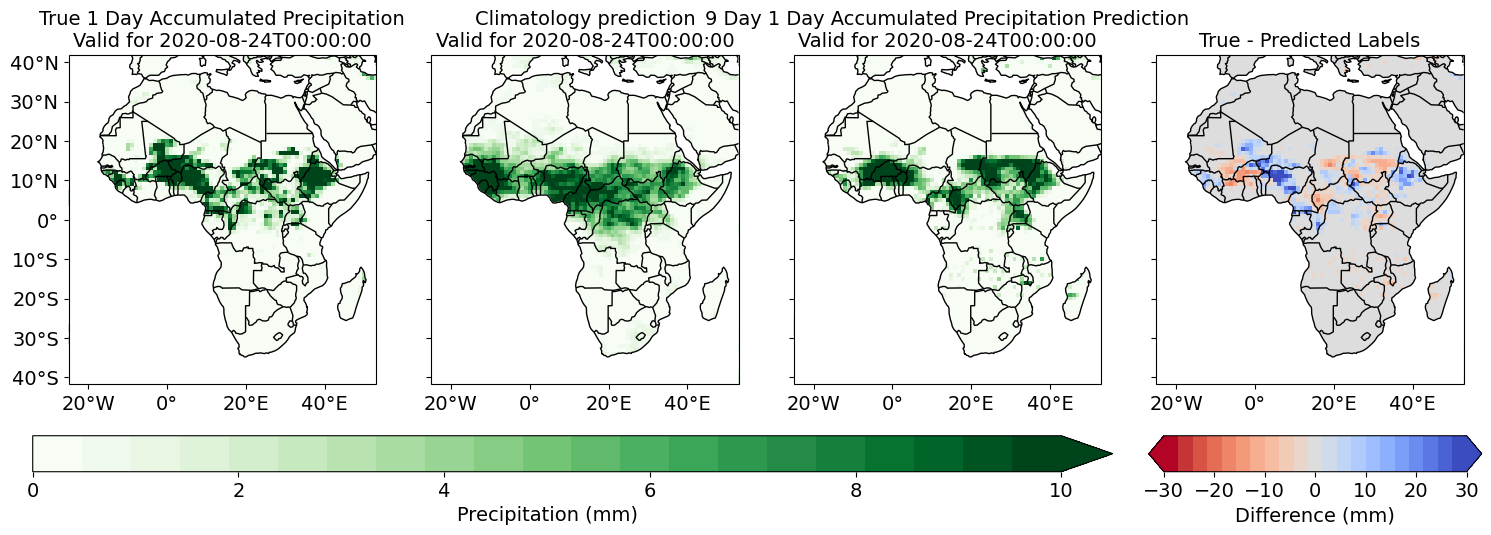 True 1 Day Accumulated Precipitation
Valid for 2020-08-24T00:00:00
Climatology prediction
Valid for 2020-08-24T00:00:00
9 Day 1 Day Accumulated Precipitation Prediction
Valid for 2020-08-24T00:00:00
True - Predicted Labels
40°N
30°N
20°N
10°N
0°
10°S
20°S
30°S
40°S
20°W 0° 20°E 40°E
20°W 0° 20°E 40°E
20°W 0° 20°E 40°E
20°W 0° 20°E 40°E
0 2 4 6 8 10
Precipitation (mm)
−30 −20 −10 0 10 20 30
Difference (mm)